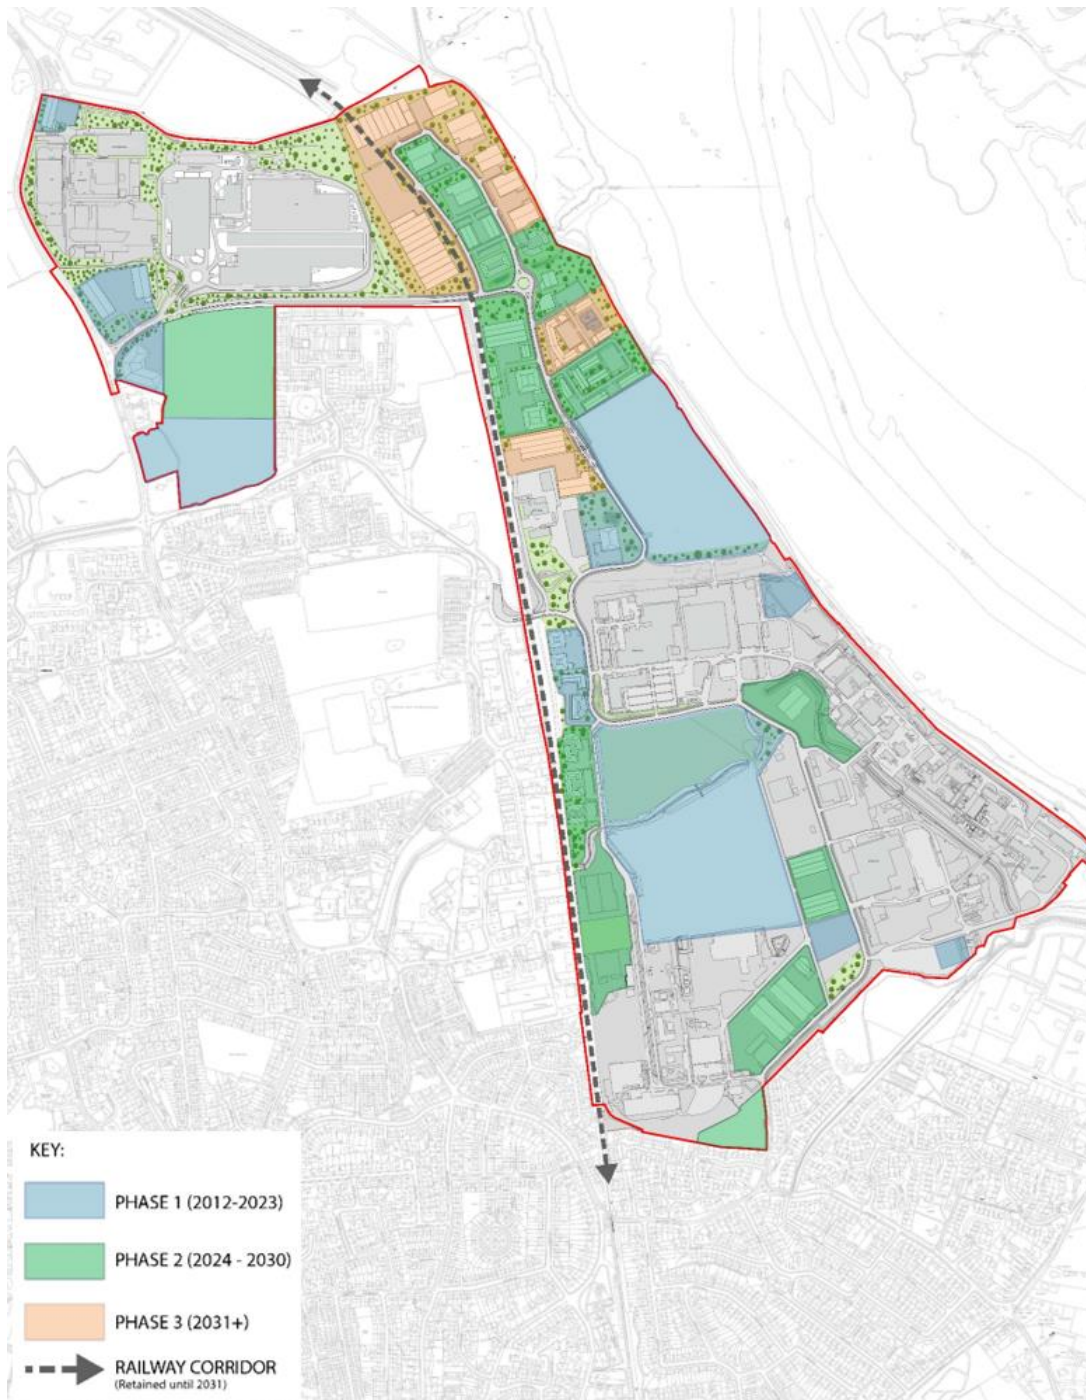 KEY:
PHASE 1 (2012-2023)
PHASE 2 (2024 - 2030)
PHASE 3 (2031+)
RAILWAY CORRIDOR
(Retained until 2031)